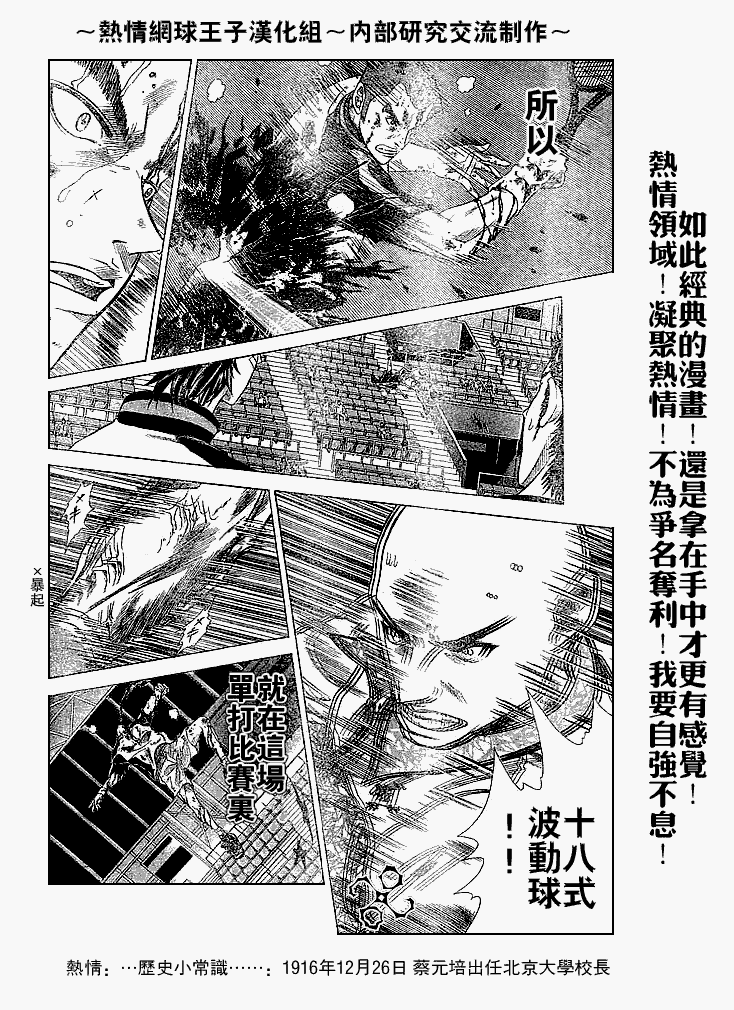 ～熱情網球王子漢化組～内部研究交流制作～
如此經典的漫畫！還是拿在手中才更有感覺！
熱情領域！凝聚熱情！不為爭名奪利！我要自強不息！
所以
×暴起
十八式
波動球
！！
就在這場
單打比賽裏
熱情：…歷史小常識……：1916年12月26日 蔡元培出任北京大學校長